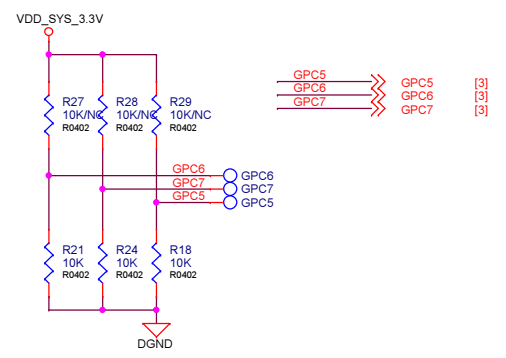 VDD_SYS_3.3V
GPC5
GPC5 [3]
GPC6
GPC6 [3]
GPC7
GPC7 [3]
R27 R28 R29
10K/NC 10K/NC 10K/NC
R0402 R0402 R0402
GPC6 GPC6
GPC7 GPC7
GPC5 GPC5
R21 R24 R18
10K 10K 10K
R0402 R0402 R0402
DGND